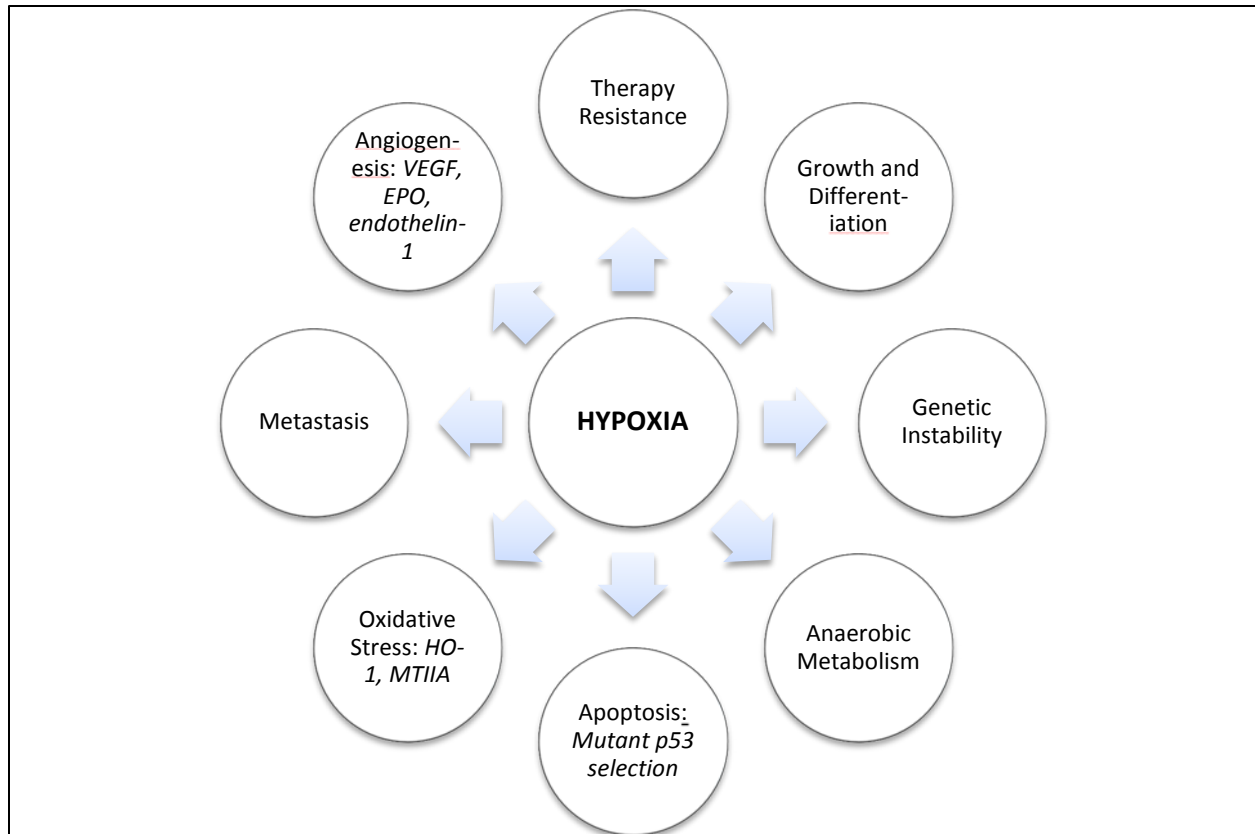 Therapy
Resistance
Angiogen-
esis: VEGF,
EPO,
endothelin-
1
Growth and
Different-
iation
Metastasis
HYPOXIA
Genetic
Instability
Oxidative
Stress: HO-
1, MTIIA
Anaerobic
Metabolism
Apoptosis:
Mutant p53
selection